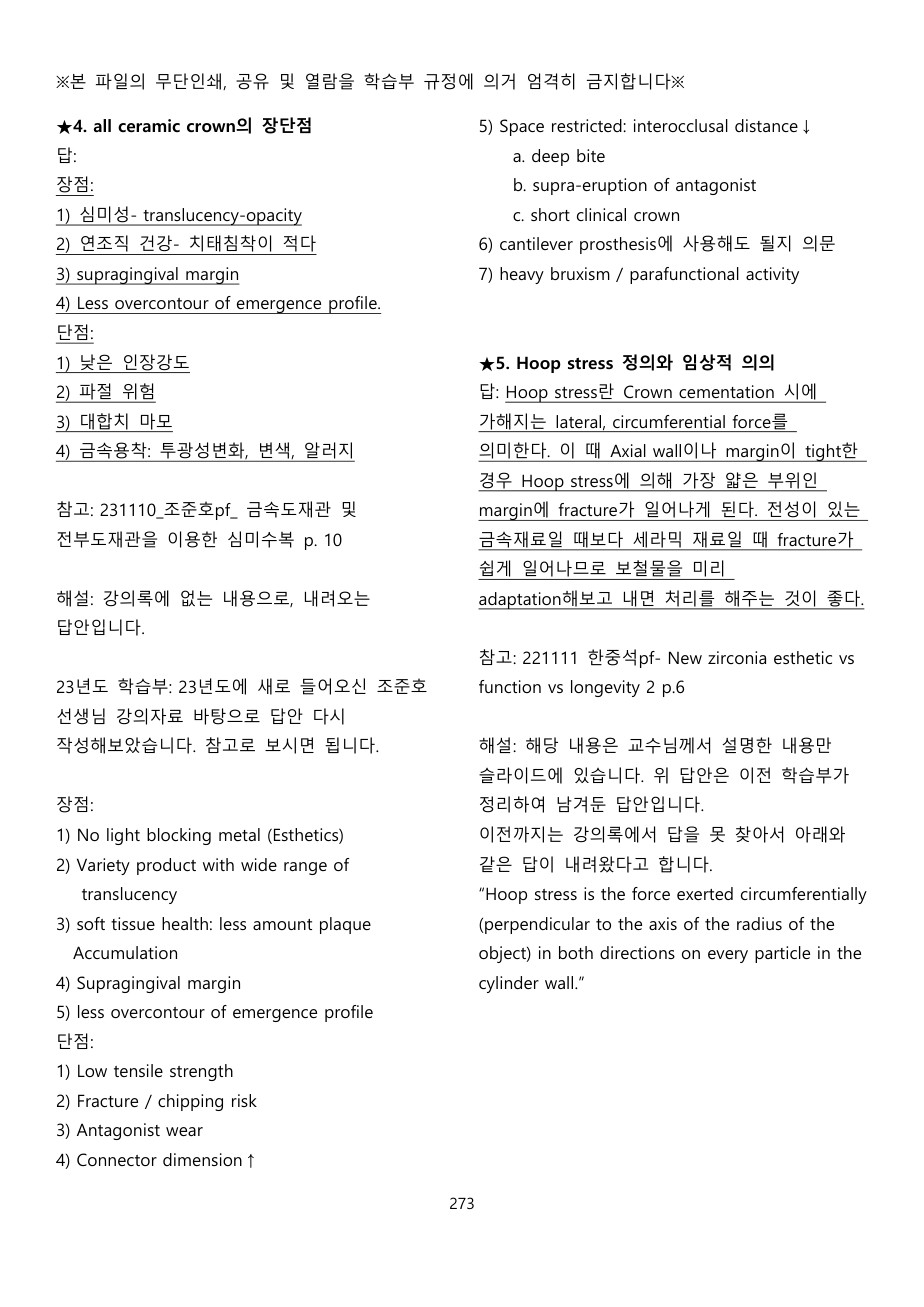 ※본 파일의 무단인쇄, 공유 및 열람을 학습부 규정에 의거 엄격히 금지합니다※
★4. all ceramic crown의 장단점
답:
장점:
1) 심미성- translucency-opacity
2) 연조직 건강- 치태침착이 적다
3) supragingival margin
4) Less overcontour of emergence profile.
단점:
1) 낮은 인장강도
2) 파절 위험
3) 대합치 마모
4) 금속용착: 투광성변화, 변색, 알러지
참고: 231110_조준호pf_ 금속도재관 및
전부도재관을 이용한 심미수복 p. 10
해설: 강의록에 없는 내용으로, 내려오는
답안입니다.
23년도 학습부: 23년도에 새로 들어오신 조준호
선생님 강의자료 바탕으로 답안 다시
작성해보았습니다. 참고로 보시면 됩니다.
장점:
1) No light blocking metal (Esthetics)
2) Variety product with wide range of
translucency
3) soft tissue health: less amount plaque
Accumulation
4) Supragingival margin
5) less overcontour of emergence profile
단점:
1) Low tensile strength
2) Fracture / chipping risk
3) Antagonist wear
4) Connector dimension↑
5) Space restricted: interocclusal distance↓
a. deep bite
b. supra-eruption of antagonist
c. short clinical crown
6) cantilever prosthesis에 사용해도 될지 의문
7) heavy bruxism / parafunctional activity
★5. Hoop stress 정의와 임상적 의의
답: Hoop stress란 Crown cementation 시에
가해지는 lateral, circumferential force를
의미한다. 이 때 Axial wall이나 margin이 tight한
경우 Hoop stress에 의해 가장 얇은 부위인
margin에 fracture가 일어나게 된다. 전성이 있는
금속재료일 때보다 세라믹 재료일 때 fracture가
쉽게 일어나므로 보철물을 미리
adaptation해보고 내면 처리를 해주는 것이 좋다.
참고: 221111 한중석pf- New zirconia esthetic vs
function vs longevity 2 p.6
해설: 해당 내용은 교수님께서 설명한 내용만
슬라이드에 있습니다. 위 답안은 이전 학습부가
정리하여 남겨둔 답안입니다.
이전까지는 강의록에서 답을 못 찾아서 아래와
같은 답이 내려왔다고 합니다.
“Hoop stress is the force exerted circumferentially
(perpendicular to the axis of the radius of the
object) in both directions on every particle in the
cylinder wall.”
273